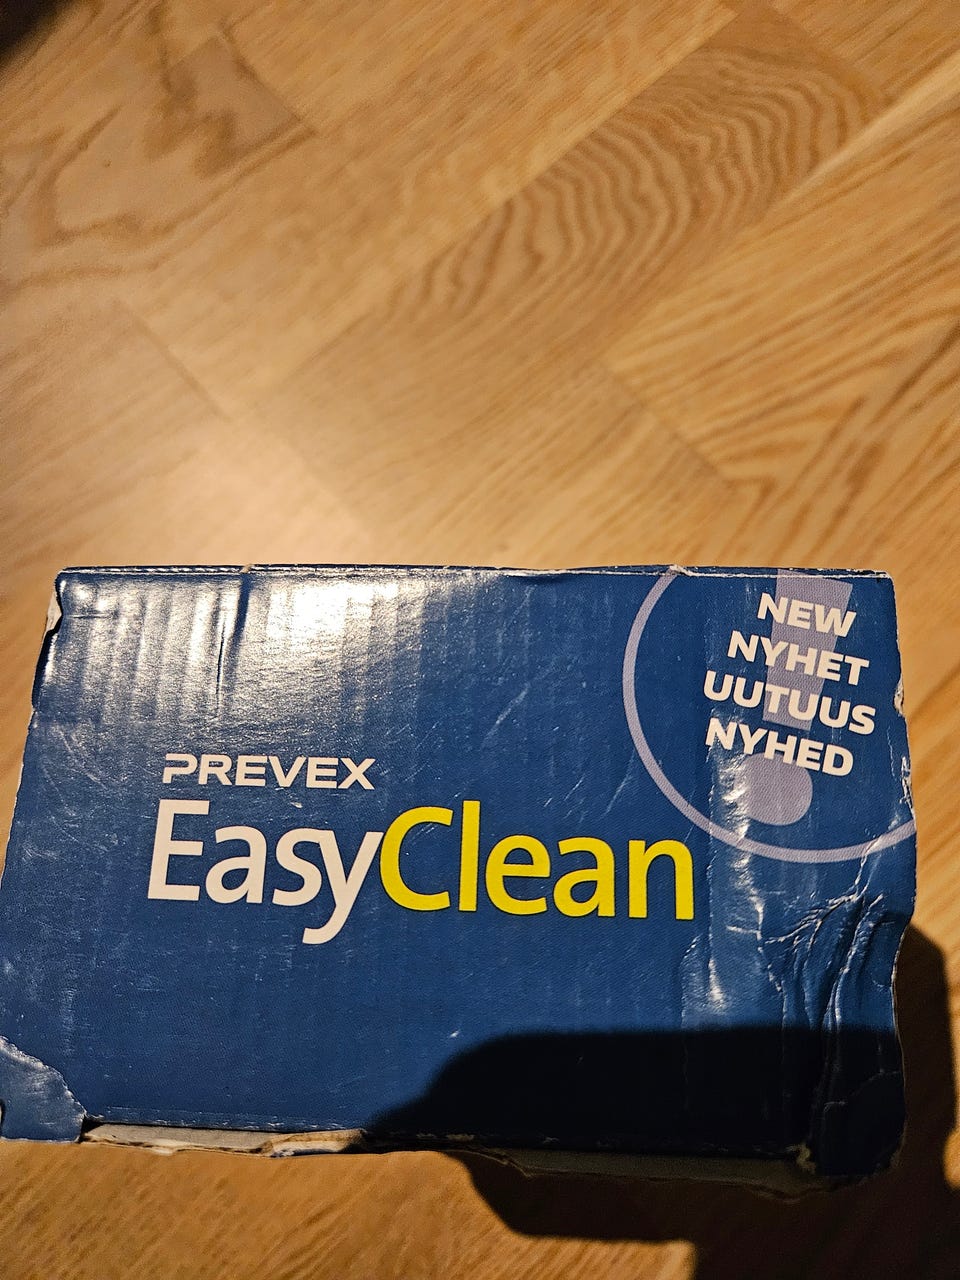 NEW
NYHET
UUTUUS
NYHED
PREVEX
EasyClean